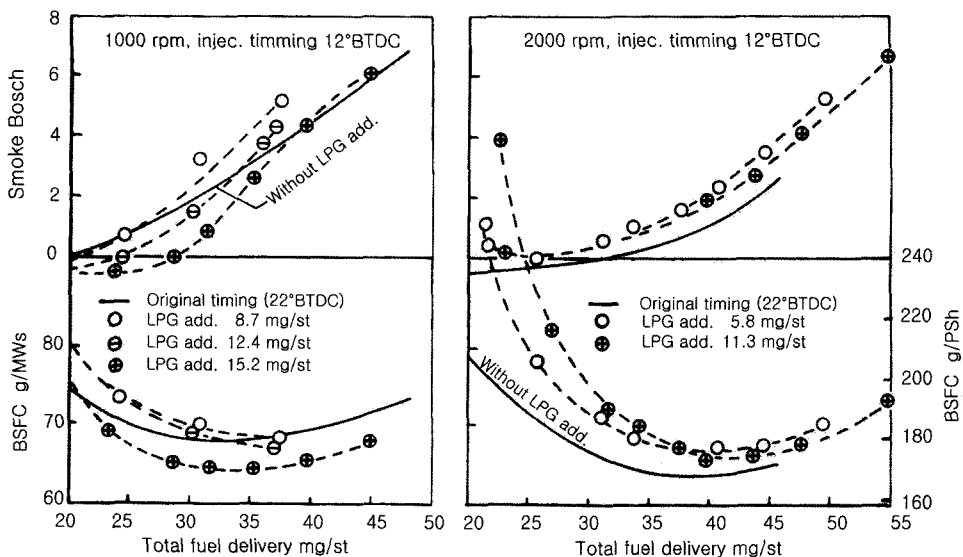 1000 rpm, injec. timming 12°BTDC
2000 rpm, injec. timming 12°BTDC
8
6
4
2
0
Smoke Bosch
Without LPG add.
Original timing (22°BTDC)
LPG add. 8.7 mg/st
LPG add. 12.4 mg/st
LPG add. 15.2 mg/st
80
70
60
BSFC g/MWs
20 25 30 35 40 45 50
Total fuel delivery mg/st
Original timing (22°BTDC)
LPG add. 5.8 mg/st
LPG add. 11.3 mg/st
Without LPG add.
240
220
200
180
160
BSFC g/PSh
20 25 30 35 40 45 50 55
Total fuel delivery mg/st